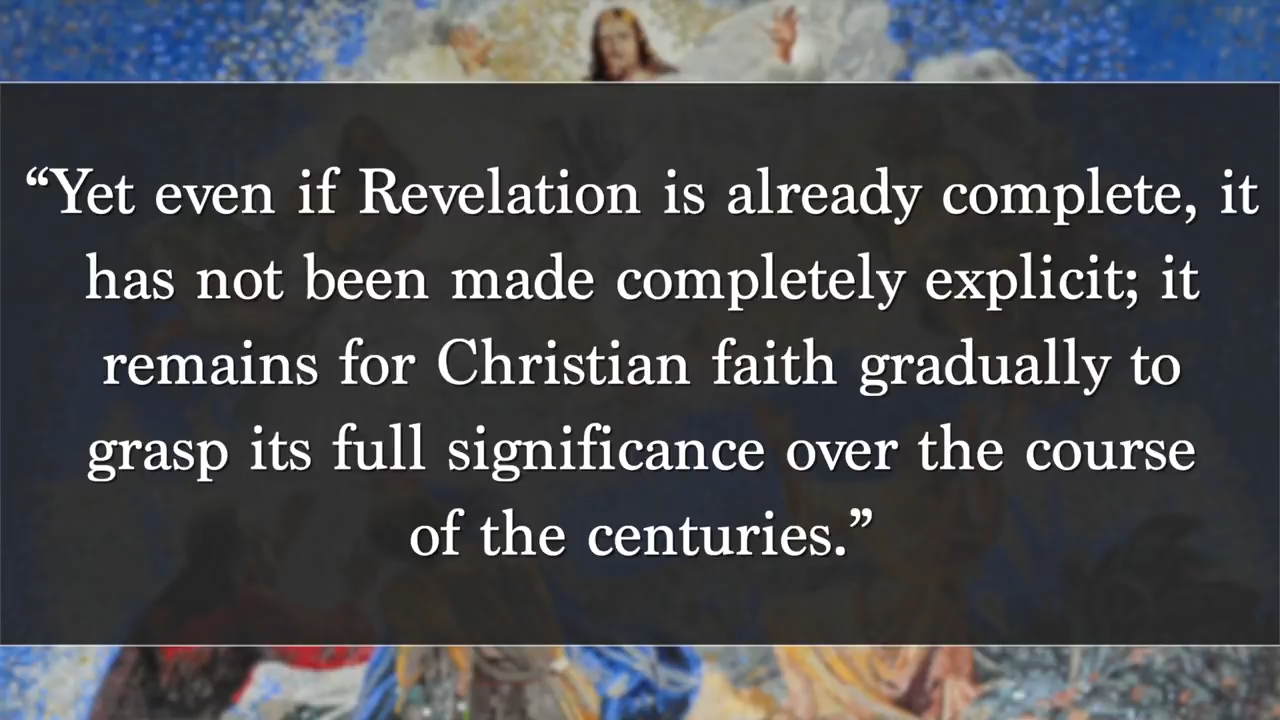 “Yet even if Revelation is already complete, it
has not been made completely explicit; it
remains for Christian faith gradually to
grasp its full significance over the course
of the centuries.”